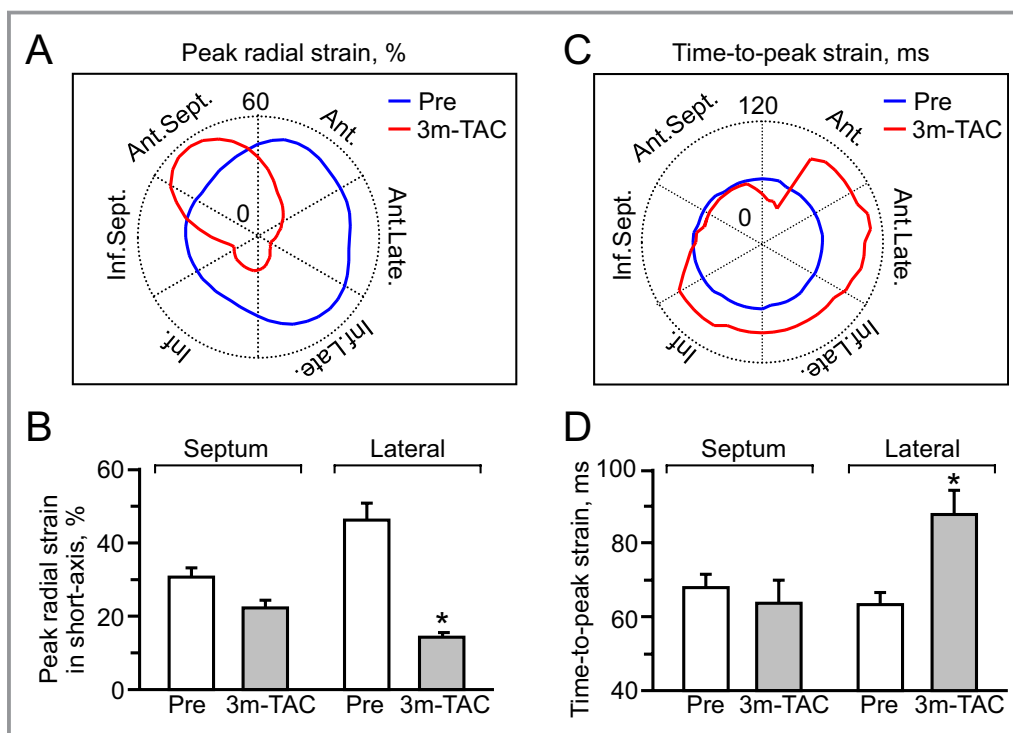 A
Peak radial strain, %
60
0
Pre
3m-TAC
Ant.Sept.
Ant.
Ant.Late.
Inf.Late.
Inf.
Inf.Sept.
C
Time-to-peak strain, ms
120
0
Pre
3m-TAC
Ant.Sept.
Ant.
Ant.Late.
Inf.Late.
Inf.
Inf.Sept.
B
Septum
Lateral
Peak radial strain
in short-axis, %
60
40
20
0
*
Pre
3m-TAC
Pre
3m-TAC
D
Septum
Lateral
Time-to-peak strain, ms
100
80
60
40
*
Pre
3m-TAC
Pre
3m-TAC